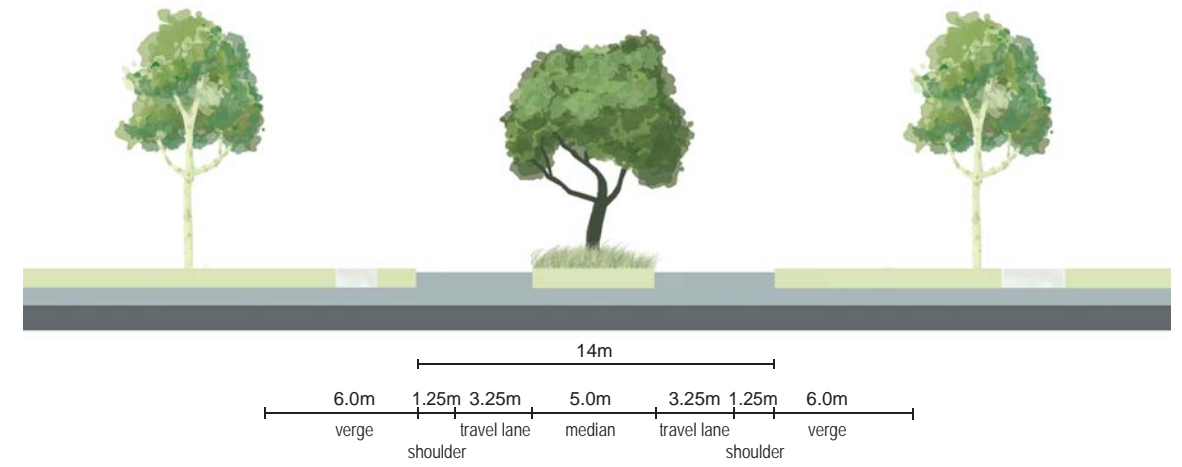 14m
6.0m 1.25m 3.25m 5.0m 3.25m 1.25m 6.0m
verge travel lane median travel lane verge
shoulder shoulder